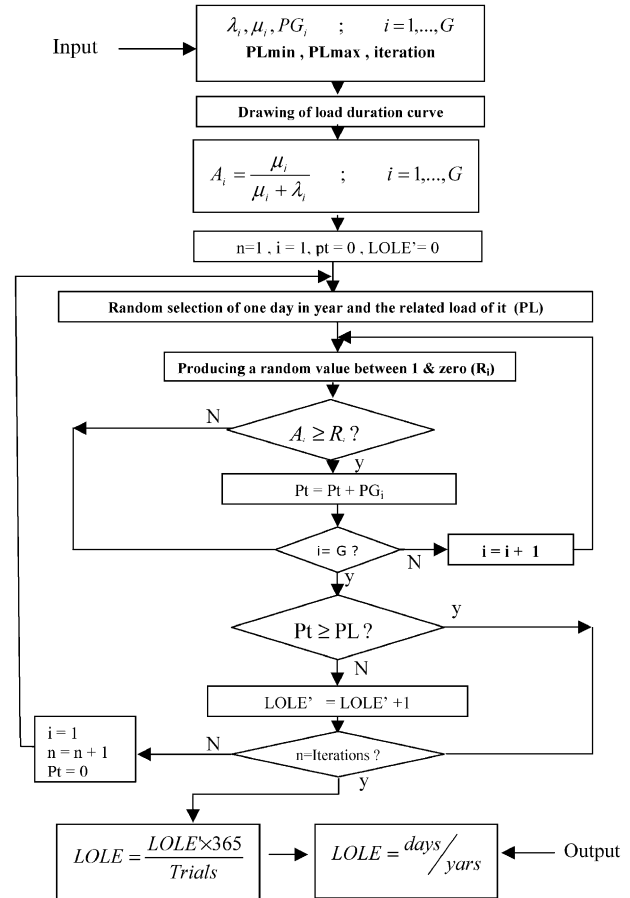 Input
λi, μi, PGi ; i = 1,...,G
PLmin , PLmax , iteration
Drawing of load duration curve
Ai = μi / (μi + λi) ; i = 1,...,G
n=1 , i = 1, pt = 0 , LOLE’= 0
Random selection of one day in year and the related load of it (PL)
Producing a random value between 1 & zero (Ri)
N
Ai ≥ Ri ?
y
Pt = Pt + PGi
i= G ?
N
i = i + 1
y
Pt ≥ PL ?
y
N
LOLE’ = LOLE’ +1
i = 1
n = n + 1
Pt = 0
N
n=Iterations ?
y
LOLE = LOLE'×365 / Trials
LOLE = days/yars
Output